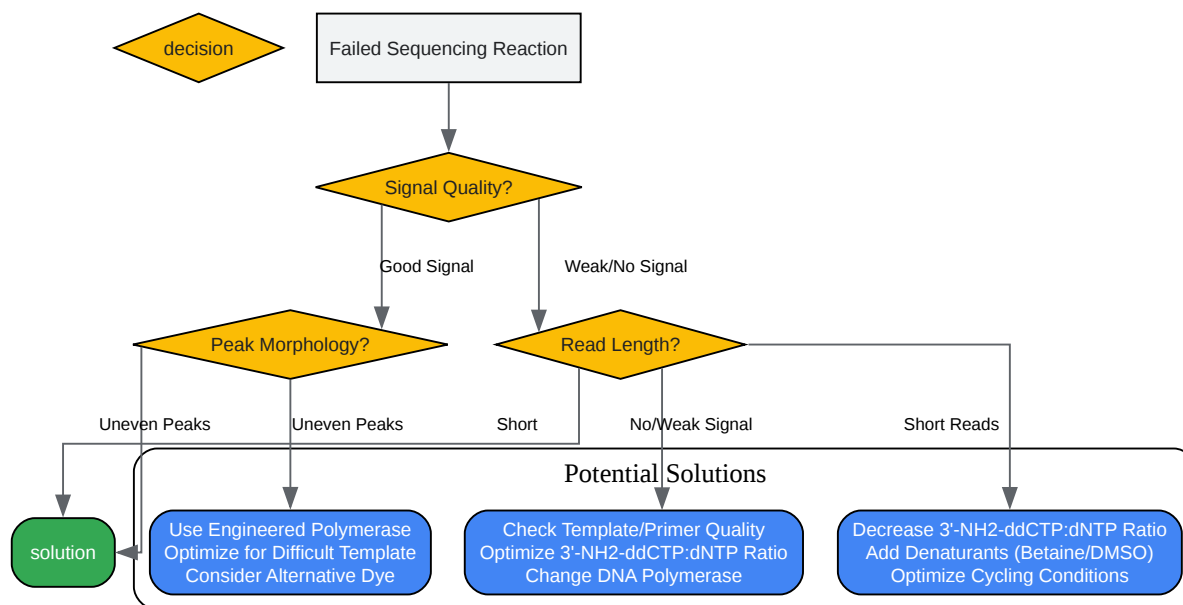 decision
Failed Sequencing Reaction
Signal Quality?
Good Signal
Weak/No Signal
Peak Morphology?
Read Length?
Uneven Peaks
Uneven Peaks
Short
No/Weak Signal
Short Reads
Potential Solutions
solution
Use Engineered Polymerase
Optimize for Difficult Template
Consider Alternative Dye
Check Template/Primer Quality
Optimize 3'-NH2-ddCTP:dNTP Ratio
Change DNA Polymerase
Decrease 3'-NH2-ddCTP:dNTP Ratio
Add Denaturants (Betaine/DMSO)
Optimize Cycling Conditions